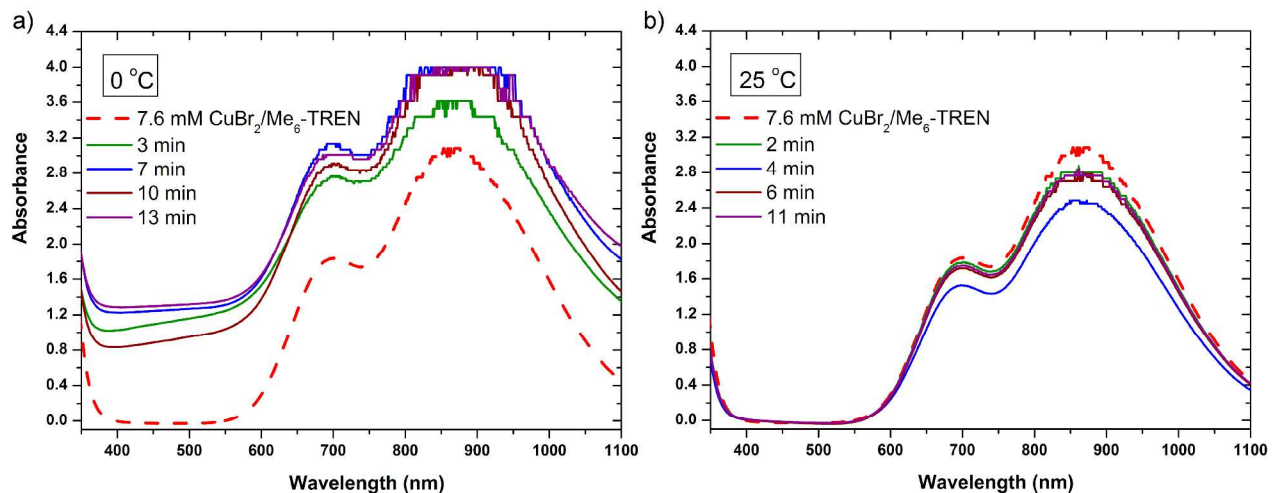 a)
0 °C
7.6 mM CuBr₂/Me₆-TREN
3 min
7 min
10 min
13 min
Absorbance
4.4
4.0
3.6
3.2
2.8
2.4
2.0
1.6
1.2
0.8
0.4
0.0
400 500 600 700 800 900 1000 1100
Wavelength (nm)
b)
25 °C
7.6 mM CuBr₂/Me₆-TREN
2 min
4 min
6 min
11 min
Absorbance
4.4
4.0
3.6
3.2
2.8
2.4
2.0
1.6
1.2
0.8
0.4
0.0
400 500 600 700 800 900 1000 1100
Wavelength (nm)